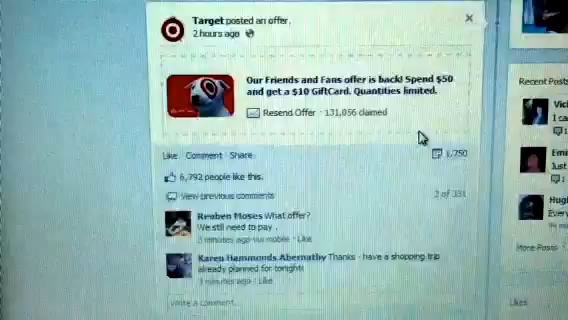 Target posted an offer.
2 hours ago
Our Friends and Fans offer is back! Spend $50
and get a $10 GiftCard. Quantities limited.
Resend Offer · 131,056 claimed
Like · Comment · Share
1,750
6,792 people like this.
View previous comments
2 of 331
Reuben Moses What offer?
We still need to pay .
3 minutes ago via mobile · Like
Karen Hammonds Abernathy Thanks - have a shopping trip
already planned for tonight!
3 minutes ago · Like
Write a comment...
Recent Posts
I ca
1
Just
1
Hugh
Every
More Posts
Likes